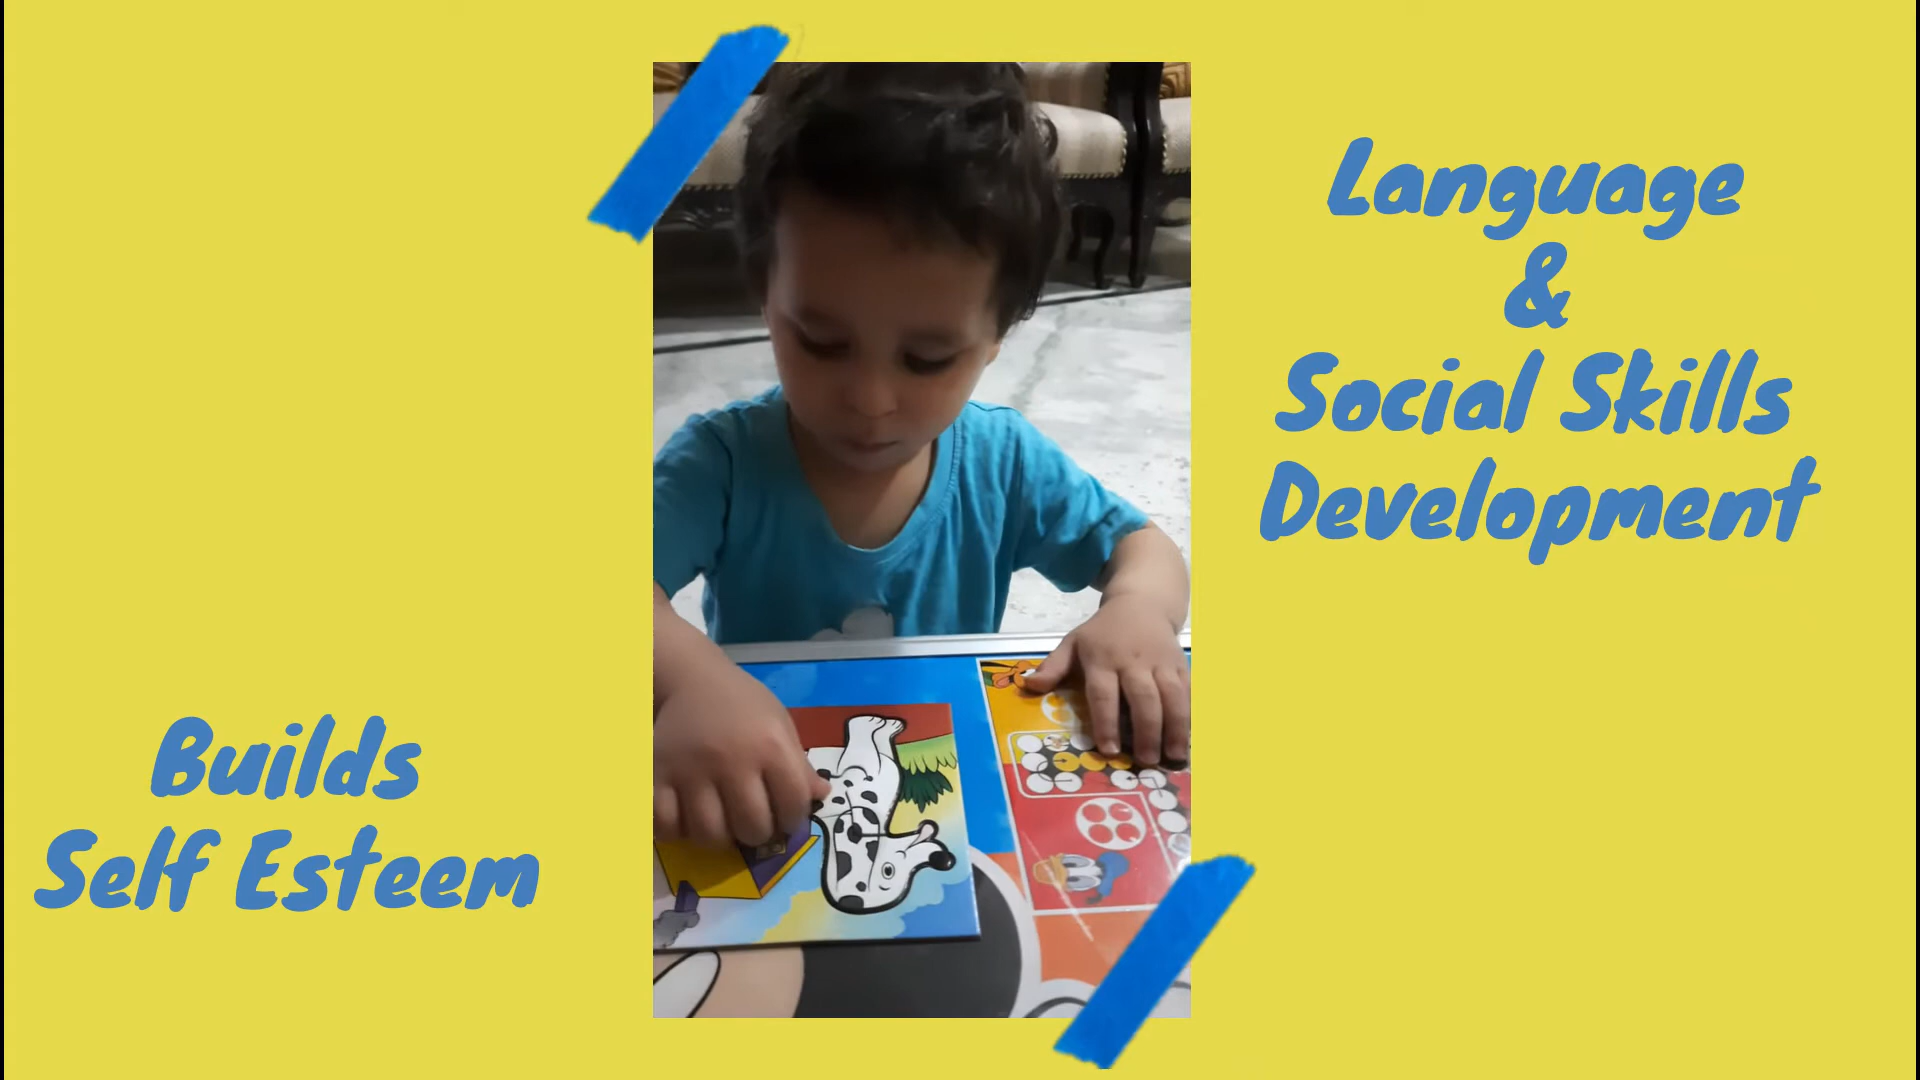 Language
&
Social Skills
Development
Builds
Self Esteem